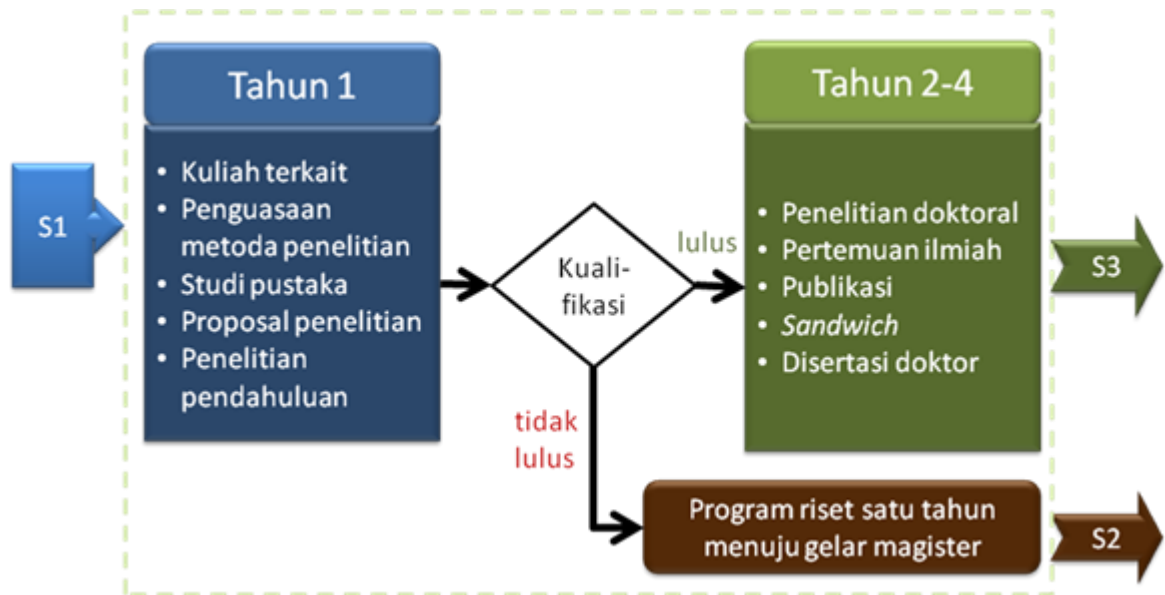 S1
Tahun 1
• Kuliah terkait
• Penguasaan
metoda penelitian
• Studi pustaka
• Proposal penelitian
• Penelitian
pendahuluan
Kuali-
fikasi
lulus
tidak
lulus
Tahun 2-4
• Penelitian doktoral
• Pertemuan ilmiah
• Publikasi
• Sandwich
• Disertasi doktor
S3
Program riset satu tahun
menuju gelar magister
S2